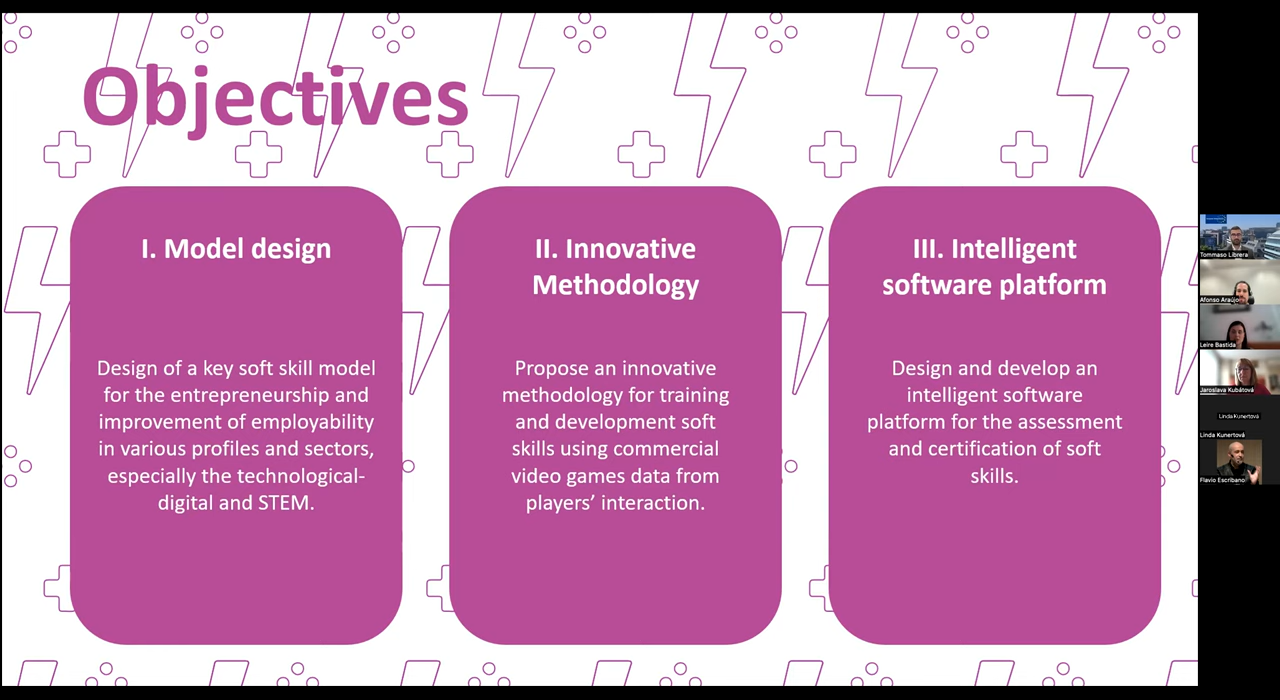 Objectives
I. Model design
Design of a key soft skill model
for the entrepreneurship and
improvement of employability
in various profiles and sectors,
especially the technological-
digital and STEM.
II. Innovative
Methodology
Propose an innovative
methodology for training
and development soft
skills using commercial
video games data from
players’ interaction.
III. Intelligent
software platform
Design and develop an
intelligent software
platform for the assessment
and certification of soft
skills.
Tommaso Librera
Afonso Araújo
Leire Bastida
Jaroslava Kubátová
Linda Kunertová
Linda Kunertová
Flavio Escribano